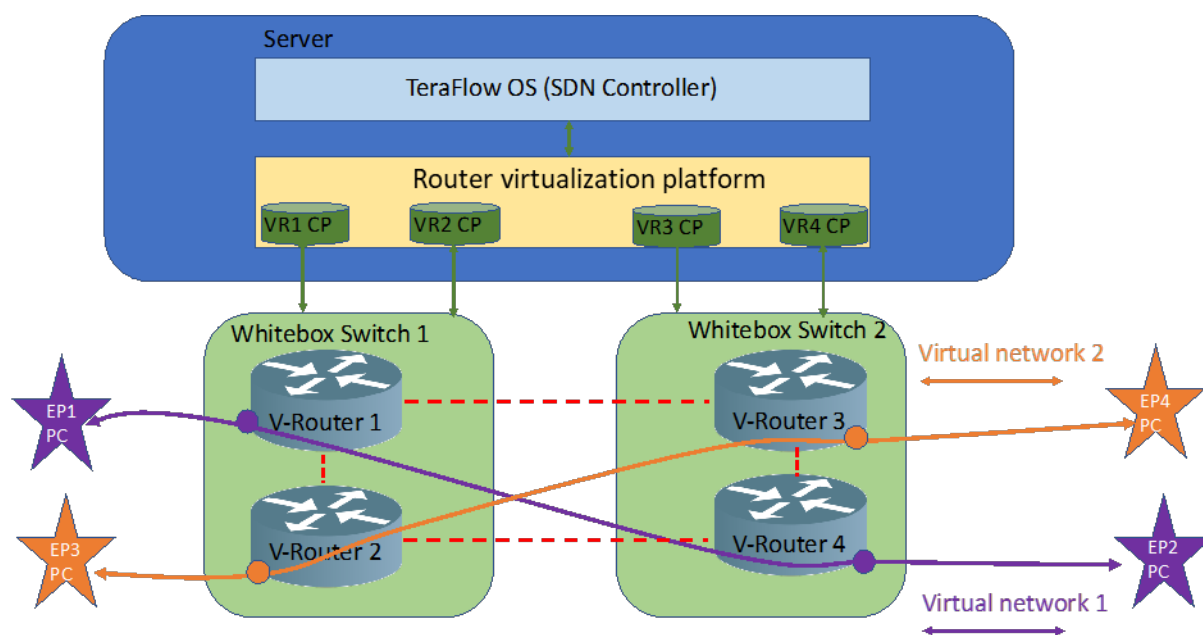 Server
TeraFlow OS (SDN Controller)
Router virtualization platform
VR1 CP
VR2 CP
VR3 CP
VR4 CP
Whitebox Switch 1
Whitebox Switch 2
Virtual network 2
EP1
PC
V-Router 1
V-Router 3
EP4
PC
EP3
PC
V-Router 2
V-Router 4
EP2
PC
Virtual network 1